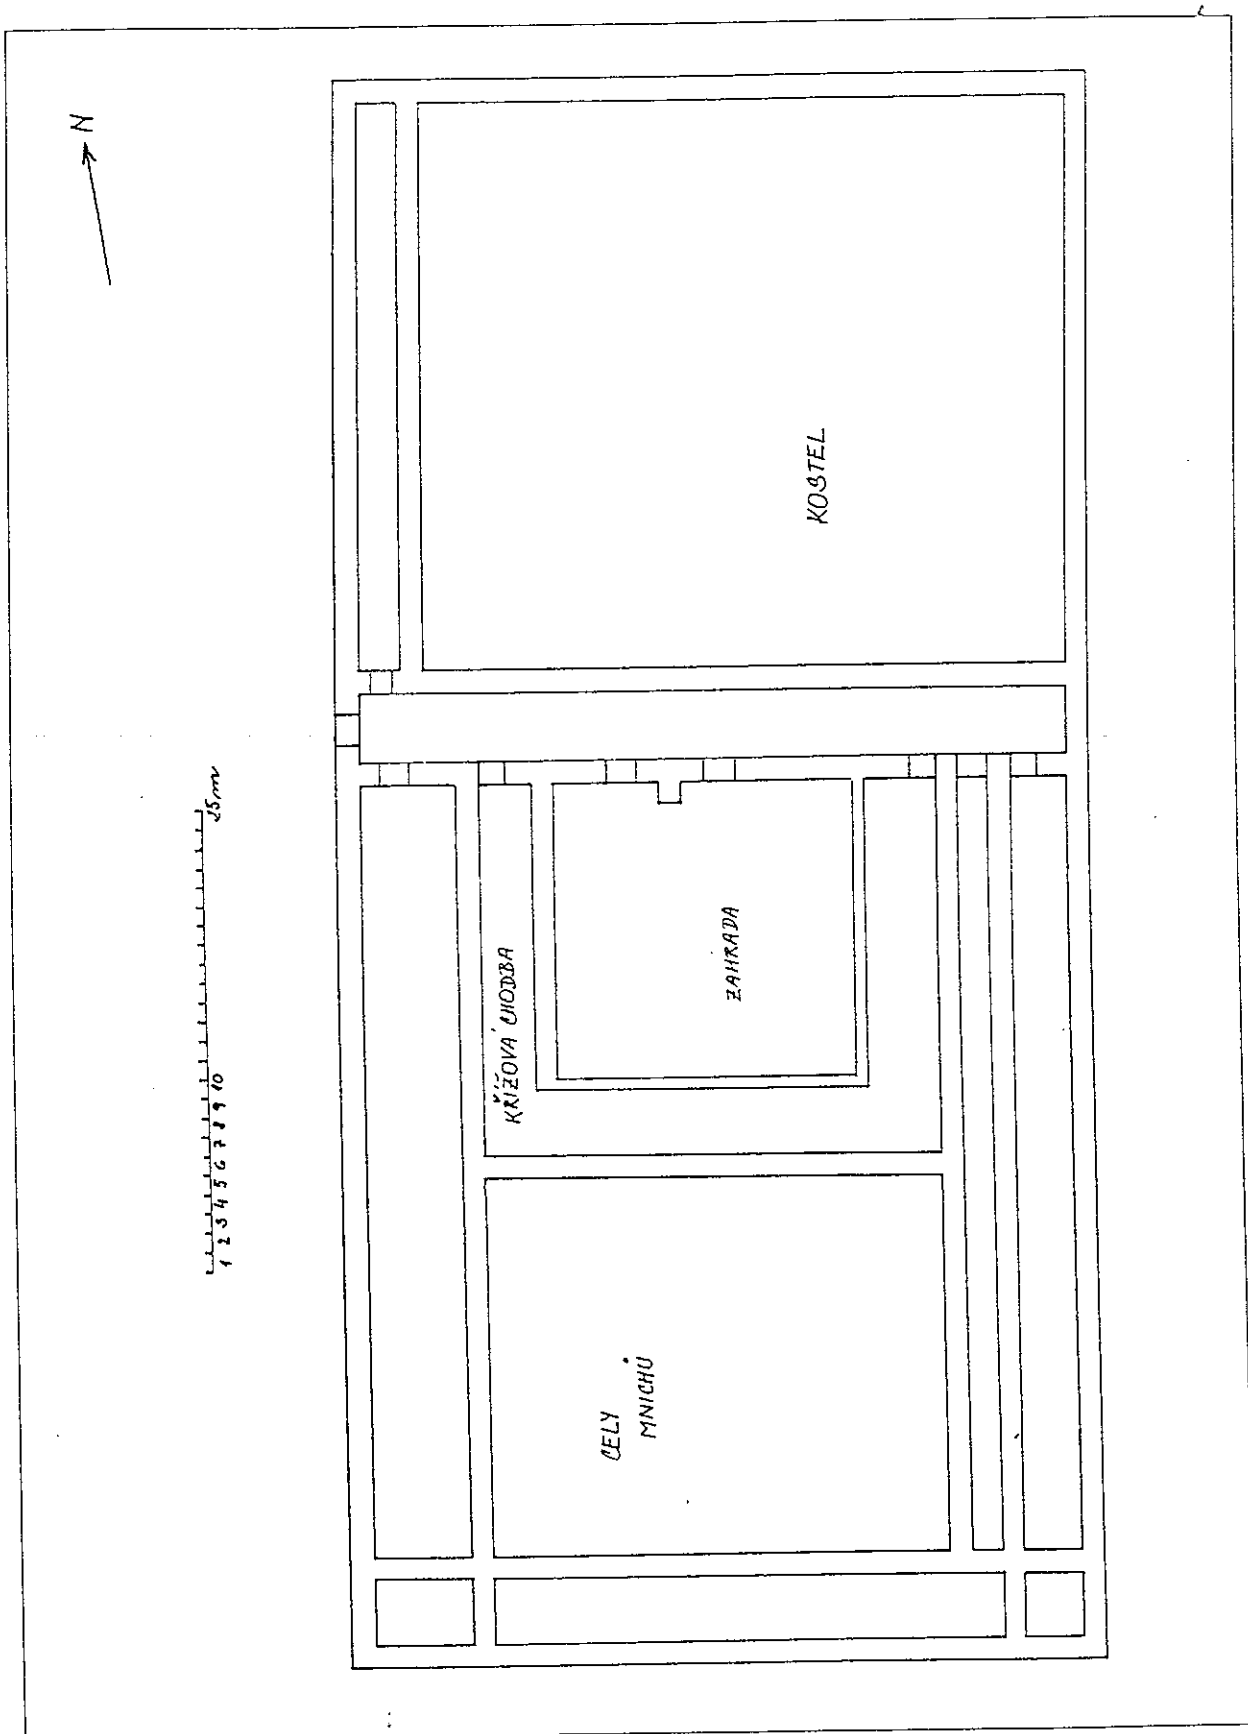 N
KOSTEL
25m
1 2 3 4 5 6 7 8 9 10
KŘÍŽOVÁ CHODBA
ZAHRADA
CELY
MNICHŮ